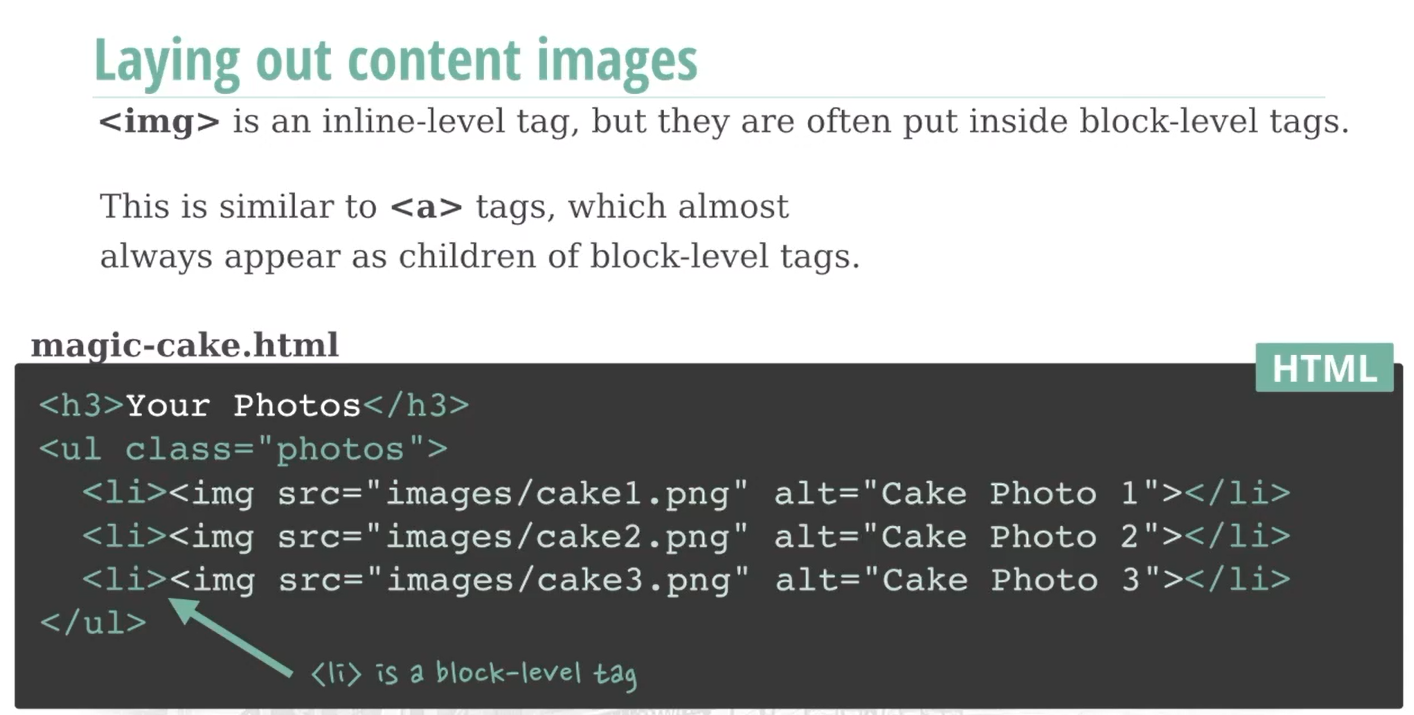 Laying out content images
<img> is an inline-level tag, but they are often put inside block-level tags.
This is similar to <a> tags, which almost
always appear as children of block-level tags.
magic-cake.html
HTML
<h3>Your Photos</h3>
<ul class="photos">
  <li><img src="images/cake1.png" alt="Cake Photo 1"></li>
  <li><img src="images/cake2.png" alt="Cake Photo 2"></li>
  <li><img src="images/cake3.png" alt="Cake Photo 3"></li>
</ul>
<li> is a block-level tag